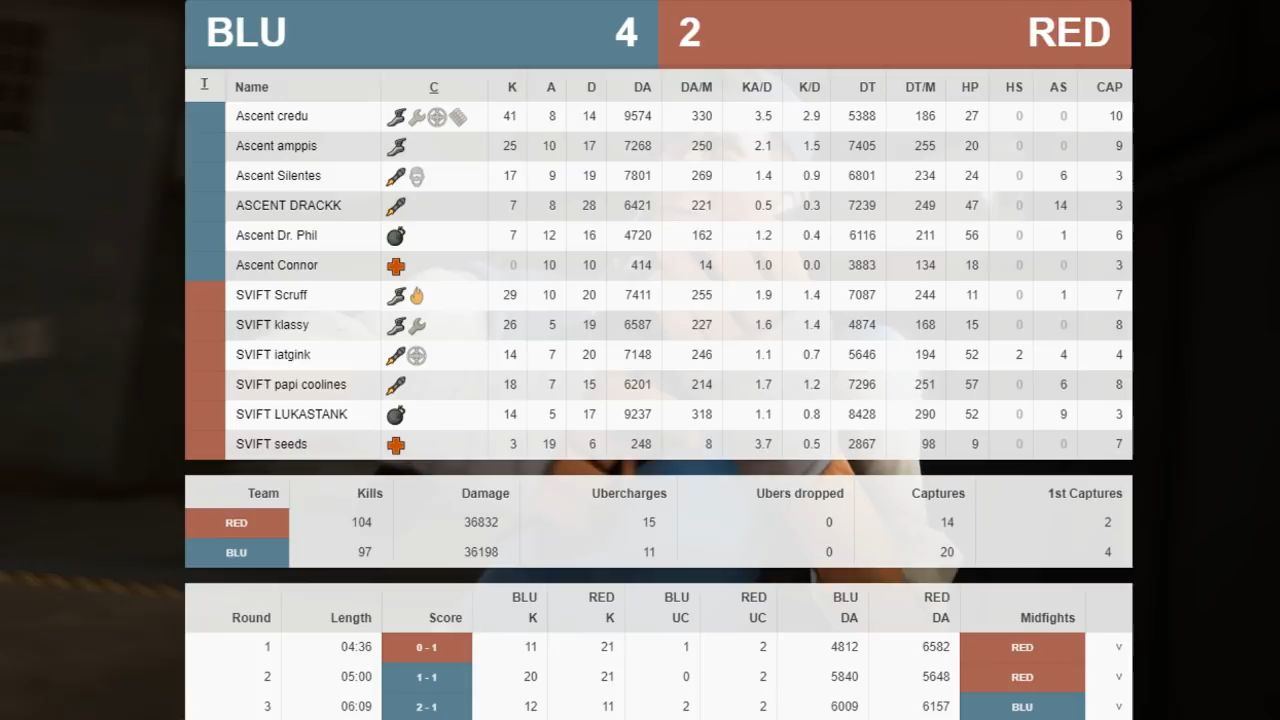 BLU 4 2 RED
T Name C K A D DA DA/M KA/D K/D DT DT/M HP HS AS CAP
Ascent credu 41 8 14 9574 330 3.5 2.9 5388 186 27 0 0 10
Ascent amppis 25 10 17 7268 250 2.1 1.5 7405 255 20 0 0 9
Ascent Silentes 17 9 19 7801 269 1.4 0.9 6801 234 24 0 6 3
ASCENT DRACKK 7 8 28 6421 221 0.5 0.3 7239 249 47 0 14 3
Ascent Dr. Phil 7 12 16 4720 162 1.2 0.4 6116 211 56 0 1 6
Ascent Connor 0 10 10 414 14 1.0 0.0 3883 134 18 0 0 3
SVIFT Scruff 29 10 20 7411 255 1.9 1.4 7087 244 11 0 1 7
SVIFT klassy 26 5 19 6587 227 1.6 1.4 4874 168 15 0 0 8
SVIFT iatgink 14 7 20 7148 246 1.1 0.7 5646 194 52 2 4 4
SVIFT papi coolines 18 7 15 6201 214 1.7 1.2 7296 251 57 0 6 8
SVIFT LUKASTANK 14 5 17 9237 318 1.1 0.8 8428 290 52 0 9 3
SVIFT seeds 3 19 6 248 8 3.7 0.5 2867 98 9 0 0 7
Team Kills Damage Ubercharges Ubers dropped Captures 1st Captures
RED 104 36832 15 0 14 2
BLU 97 36198 11 0 20 4
BLU RED BLU RED BLU RED
Round Length Score K K UC UC DA DA Midfights
1 04:36 0 - 1 11 21 1 2 4812 6582 RED v
2 05:00 1 - 1 20 21 0 2 5840 5648 RED v
3 06:09 2 - 1 12 11 2 2 6009 6157 BLU v